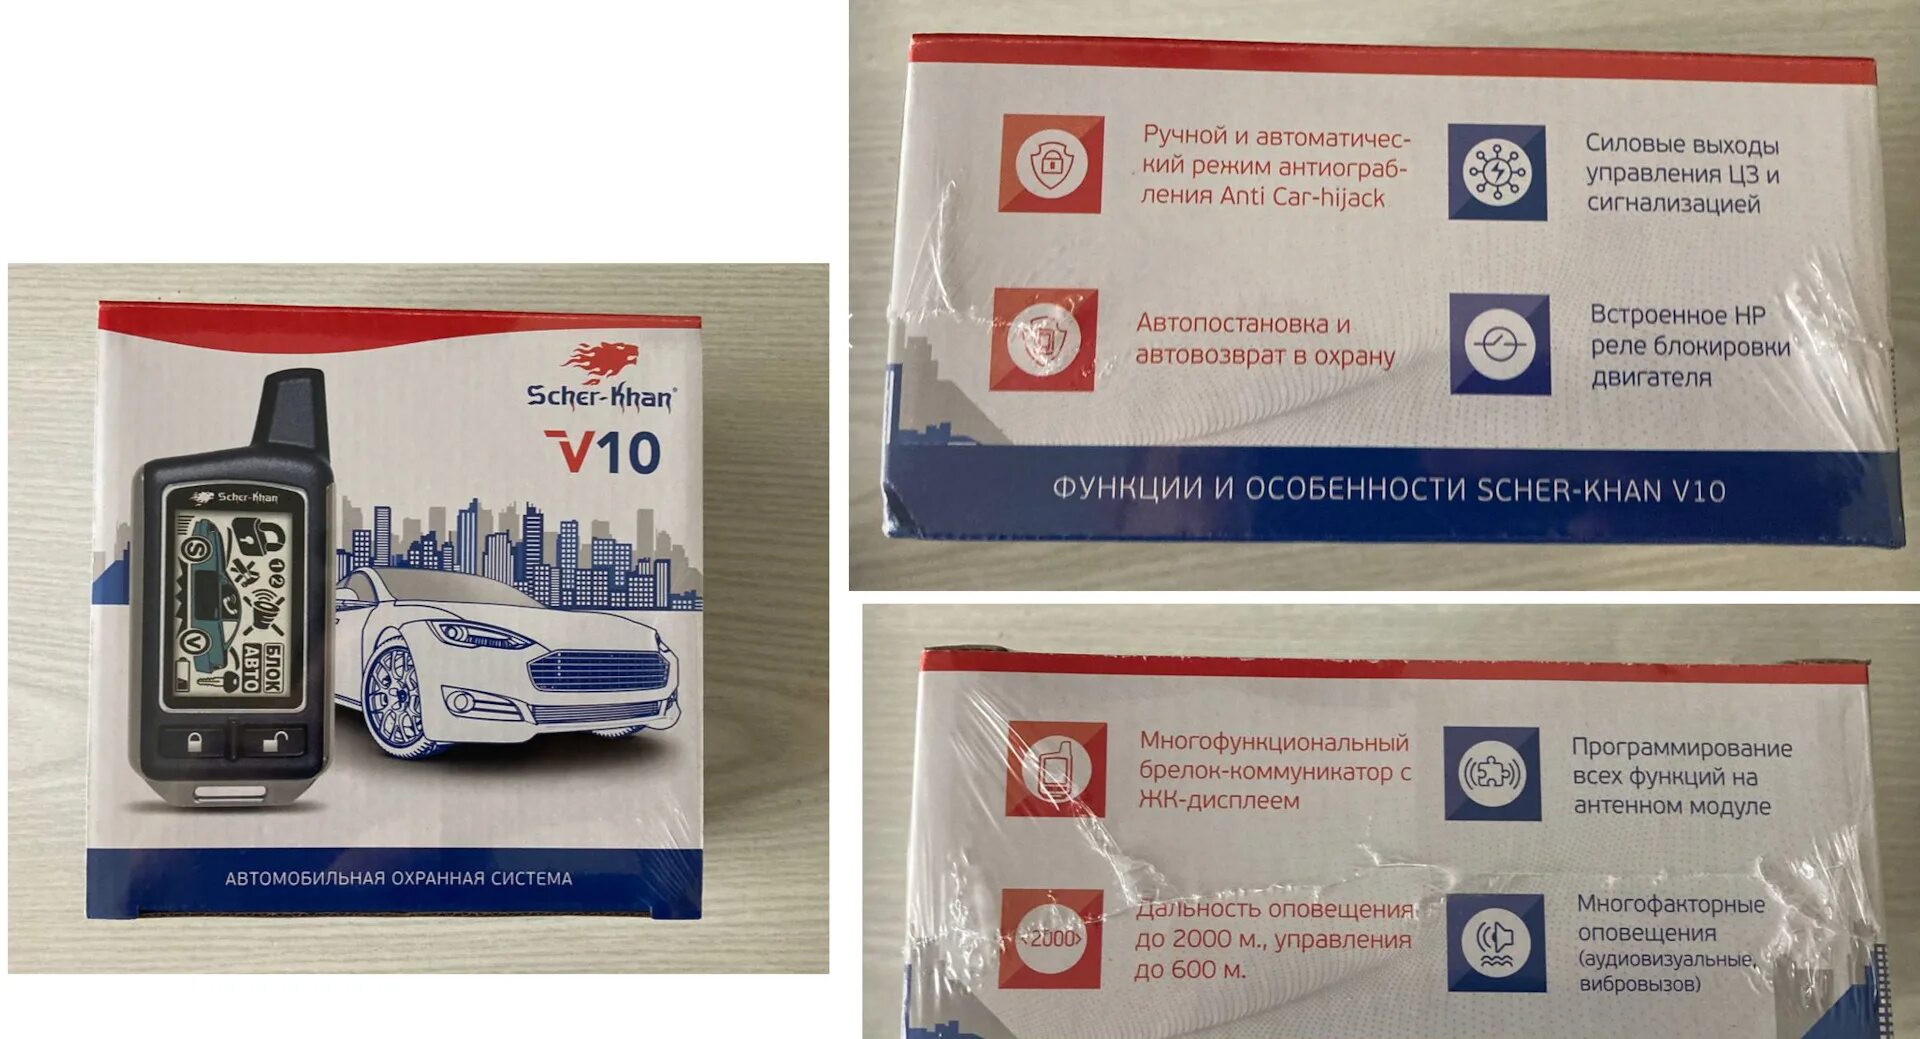 Scher-Khan®
V10
Scher-Khan
S
1 2
V
БЛОК
АВТО
АВТОМОБИЛЬНАЯ ОХРАННАЯ СИСТЕМА
Ручной и автоматичес-
кий режим антиограб-
ления Anti Car-hijack
Силовые выходы
управления ЦЗ и
сигнализацией
Автопостановка и
автовозврат в охрану
Встроенное НР
реле блокировки
двигателя
ФУНКЦИИ И ОСОБЕННОСТИ SCHER-KHAN V10
Многофункциональный
брелок-коммуникатор с
ЖК-дисплеем
Программирование
всех функций на
антенном модуле
<2000>
Дальность оповещения
до 2000 м., управления
до 600 м.
Многофакторные
оповещения
(аудиовизуальные,
вибровызов)